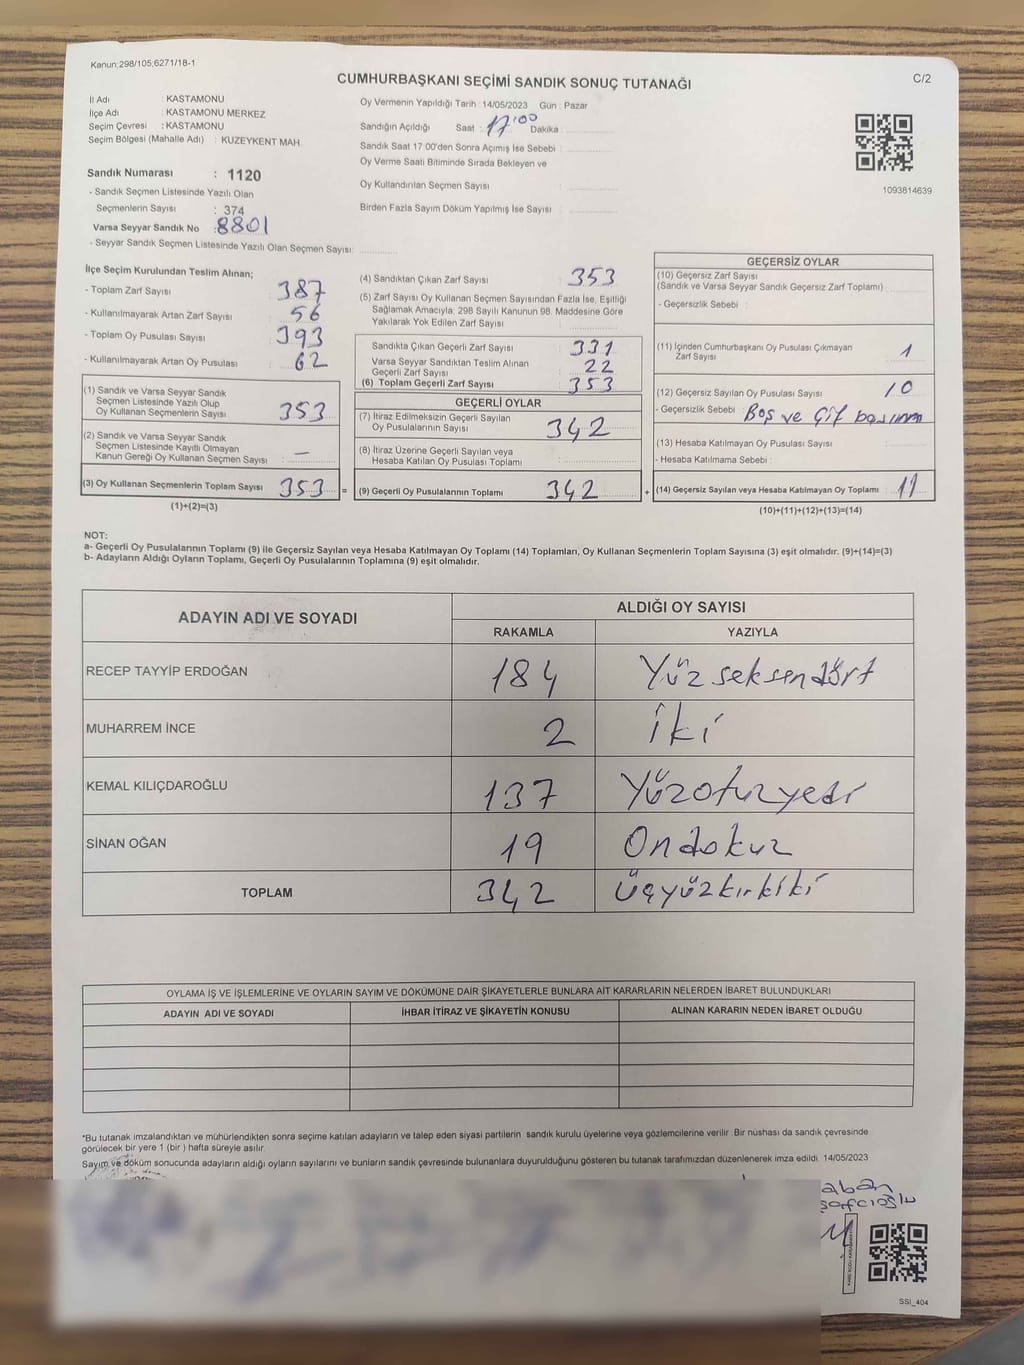 Kanun;298/105;6271/18-1
CUMHURBAŞKANI SEÇİMİ SANDIK SONUÇ TUTANAĞI
C/2
İl Adı : KASTAMONU
İlçe Adı : KASTAMONU MERKEZ
Seçim Çevresi : KASTAMONU
Seçim Bölgesi (Mahalle Adı) : KUZEYKENT MAH.
Oy Vermenin Yapıldığı Tarih : 14/05/2023 Gün : Pazar
Sandığın Açıldığı Saat : 17:00 Dakika :
Sandık Saat 17:00'den Sonra Açılmış İse Sebebi :
Oy Verme Saati Bitiminde Sırada Bekleyen ve
Oy Kullandırılan Seçmen Sayısı :
Birden Fazla Sayım Döküm Yapılmış İse Sayısı :
1093814639
Sandık Numarası : 1120
- Sandık Seçmen Listesinde Yazılı Olan
Seçmenlerin Sayısı : 374
Varsa Seyyar Sandık No : 8801
- Seyyar Sandık Seçmen Listesinde Yazılı Olan Seçmen Sayısı:
İlçe Seçim Kurulundan Teslim Alınan;
- Toplam Zarf Sayısı : 387
- Kullanılmayarak Artan Zarf Sayısı : 56
- Toplam Oy Pusulası Sayısı : 393
- Kullanılmayarak Artan Oy Pusulası : 62
(1) Sandık ve Varsa Seyyar Sandık
Seçmen Listesinde Yazılı Olup
Oy Kullanan Seçmenlerin Sayısı : 353
(2) Sandık ve Varsa Seyyar Sandık
Seçmen Listesinde Kayıtlı Olmayan
Kanun Gereği Oy Kullanan Seçmen Sayısı : —
(3) Oy Kullanan Seçmenlerin Toplam Sayısı 353 =
(1)+(2)=(3)
(4) Sandıktan Çıkan Zarf Sayısı : 353
(5) Zarf Sayısı Oy Kullanan Seçmen Sayısından Fazla İse, Eşitliği
Sağlamak Amacıyla; 298 Sayılı Kanunun 98. Maddesine Göre
Yakılarak Yok Edilen Zarf Sayısı :
Sandıkta Çıkan Geçerli Zarf Sayısı : 331
Varsa Seyyar Sandıktan Teslim Alınan
Geçerli Zarf Sayısı : 22
(6) Toplam Geçerli Zarf Sayısı : 353
GEÇERLİ OYLAR
(7) İtiraz Edilmeksizin Geçerli Sayılan
Oy Pusulalarının Sayısı : 342
(8) İtiraz Üzerine Geçerli Sayılan veya
Hesaba Katılan Oy Pusulası Toplamı :
(9) Geçerli Oy Pusulalarının Toplamı 342 +
GEÇERSİZ OYLAR
(10) Geçersiz Zarf Sayısı
(Sandık ve Varsa Seyyar Sandık Geçersiz Zarf Toplamı)
- Geçersizlik Sebebi :
(11) İçinden Cumhurbaşkanı Oy Pusulası Çıkmayan
Zarf Sayısı : 1
(12) Geçersiz Sayılan Oy Pusulası Sayısı : 10
- Geçersizlik Sebebi : Boş ve Çif basımı
(13) Hesaba Katılmayan Oy Pusulası Sayısı :
- Hesaba Katılmama Sebebi :
(14) Geçersiz Sayılan veya Hesaba Katılmayan Oy Toplamı 11
(10)+(11)+(12)+(13)=(14)
NOT:
a- Geçerli Oy Pusulalarının Toplamı (9) ile Geçersiz Sayılan veya Hesaba Katılmayan Oy Toplamı (14) Toplamları, Oy Kullanan Seçmenlerin Toplam Sayısına (3) eşit olmalıdır. (9)+(14)=(3)
b- Adayların Aldığı Oyların Toplamı, Geçerli Oy Pusulalarının Toplamına (9) eşit olmalıdır.
ADAYIN ADI VE SOYADI
ALDIĞI OY SAYISI
RAKAMLA YAZIYLA
RECEP TAYYİP ERDOĞAN 184 Yüz seksendört
MUHARREM İNCE 2 iki
KEMAL KILIÇDAROĞLU 137 Yüzotuzyedi
SİNAN OĞAN 19 Ondokuz
TOPLAM 342 Üçyüzkırkiki
OYLAMA İŞ VE İŞLEMLERİNE VE OYLARIN SAYIM VE DÖKÜMÜNE DAİR ŞİKAYETLERLE BUNLARA AİT KARARLARIN NELERDEN İBARET BULUNDUKLARI
ADAYIN ADI VE SOYADI İHBAR İTİRAZ VE ŞİKAYETİN KONUSU ALINAN KARARIN NEDEN İBARET OLDUĞU
*Bu tutanak imzalandıktan ve mühürlendikten sonra seçime katılan adayların ve talep eden siyasi partilerin sandık kurulu üyelerine veya gözlemcilerine verilir. Bir nüshası da sandık çevresinde
görülecek bir yere 1 (bir) hafta süreyle asılır.
Sayım ve döküm sonucunda adayların aldığı oyların sayılarını ve bunların sandık çevresinde bulunanlara duyurulduğunu gösteren bu tutanak tarafımızdan düzenlenerek imza edildi. 14/05/2023
aban
SSİ_404